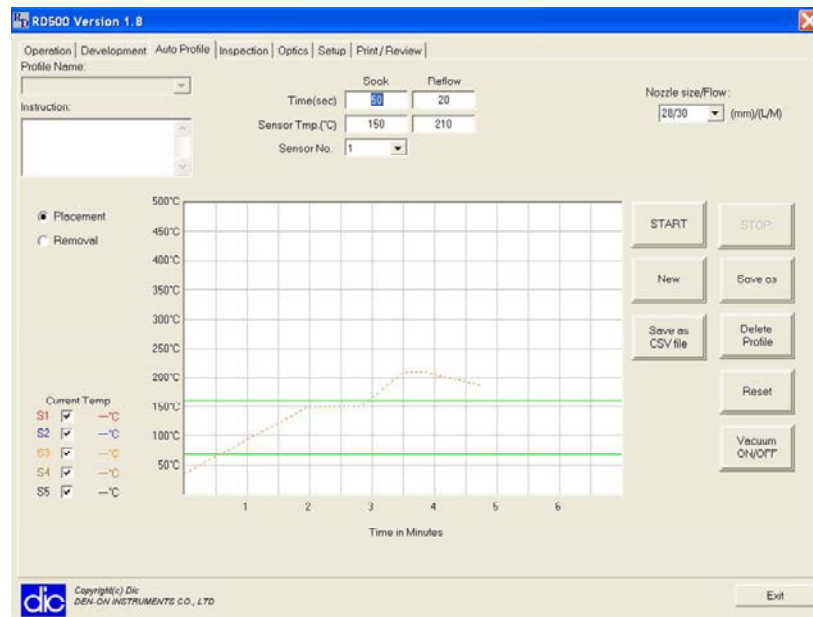 RD500 Version 1.8
Operation Development Auto Profile Inspection Optics Setup Print/Review
Profile Name:
Soak Reflow
Time(sec) 50 20
Nozzle size/Flow:
28/30 (mm)/(L/M)
Instruction:
Sensor Tmp.(°C) 150 210
Sensor No. 1
Placement
Removal
500°C
450°C
400°C
350°C
300°C
250°C
200°C
150°C
100°C
50°C
START STOP
New Save as
Save as CSV file
Delete Profile
Reset
Vacuum ON/OFF
Current Temp
S1 ---°C
S2 ---°C
S3 ---°C
S4 ---°C
S5 ---°C
1 2 3 4 5 6
Time in Minutes
dic
Copyright(c) Dic
DEN-ON INSTRUMENTS CO., LTD
Exit